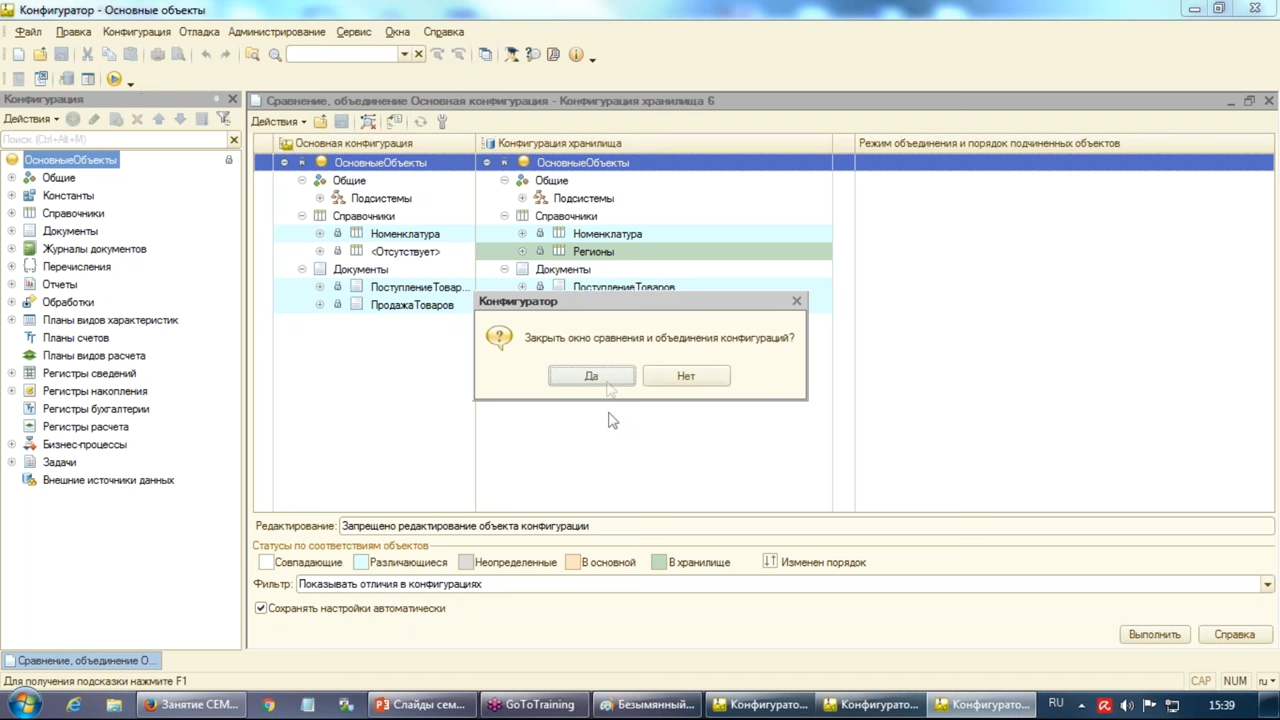 Конфигуратор - Основные объекты
Файл Правка Конфигурация Отладка Администрирование Сервис Окна Справка
Конфигурация
Действия
Поиск (Ctrl+Alt+M)
ОсновныеОбъекты
Общие
Константы
Справочники
Документы
Журналы документов
Перечисления
Отчеты
Обработки
Планы видов характеристик
Планы счетов
Планы видов расчета
Регистры сведений
Регистры накопления
Регистры бухгалтерии
Регистры расчета
Бизнес-процессы
Задачи
Внешние источники данных
Сравнение, объединение Основная конфигурация - Конфигурация хранилища 6
Действия
Основная конфигурация Конфигурация хранилища Режим объединения и порядок подчиненных объектов
ОсновныеОбъекты ОсновныеОбъекты
Общие Общие
Подсистемы Подсистемы
Справочники Справочники
Номенклатура Номенклатура
<Отсутствует> Регионы
Документы Документы
ПоступлениеТовар... ПоступлениеТоваров
ПродажаТоваров
Конфигуратор
Закрыть окно сравнения и объединения конфигураций?
Да Нет
Редактирование: Запрещено редактирование объекта конфигурации
Статусы по соответствиям объектов
Совпадающие Различающиеся Неопределенные В основной В хранилище Изменен порядок
Фильтр: Показывать отличия в конфигурациях
Сохранять настройки автоматически
Выполнить Справка
Сравнение, объединение О...
Для получения подсказки нажмите F1
CAP NUM ru
Занятие СЕМ... Слайды сем... GoToTraining Безымянный... Конфигурато... Конфигурато... Конфигурато... RU 15:39